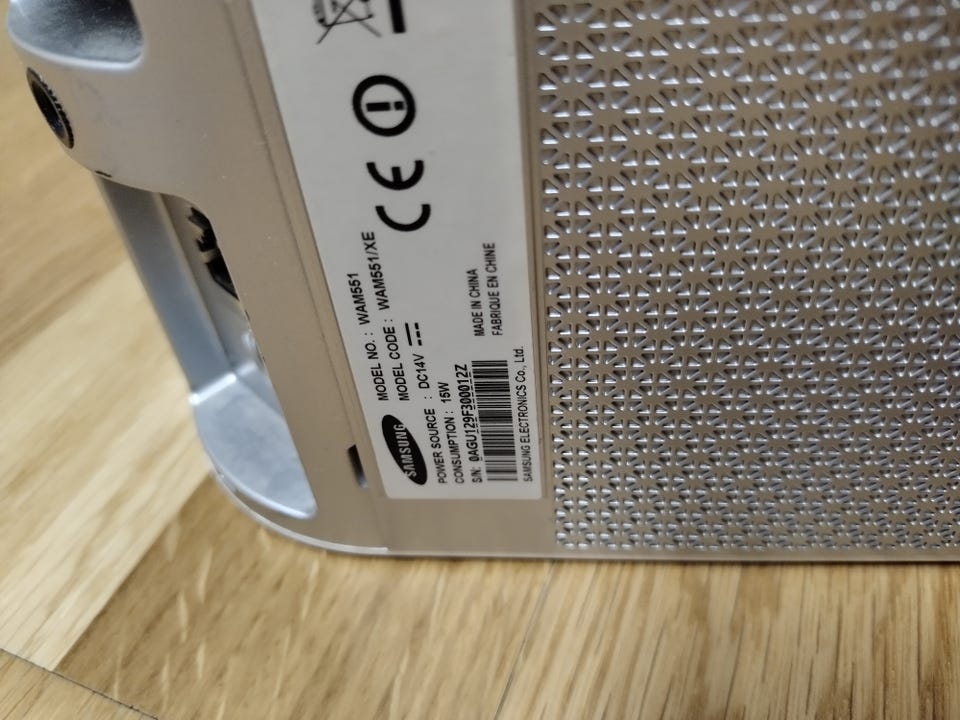 MODEL NO. : WAM551
MODEL CODE : WAM551/XE
SAMSUNG
POWER SOURCE : DC14V
CONSUMPTION : 15W
S/N: 0AGU129F300012Z
MADE IN CHINA
FABRIQUE EN CHINE
SAMSUNG ELECTRONICS Co., Ltd.
CE